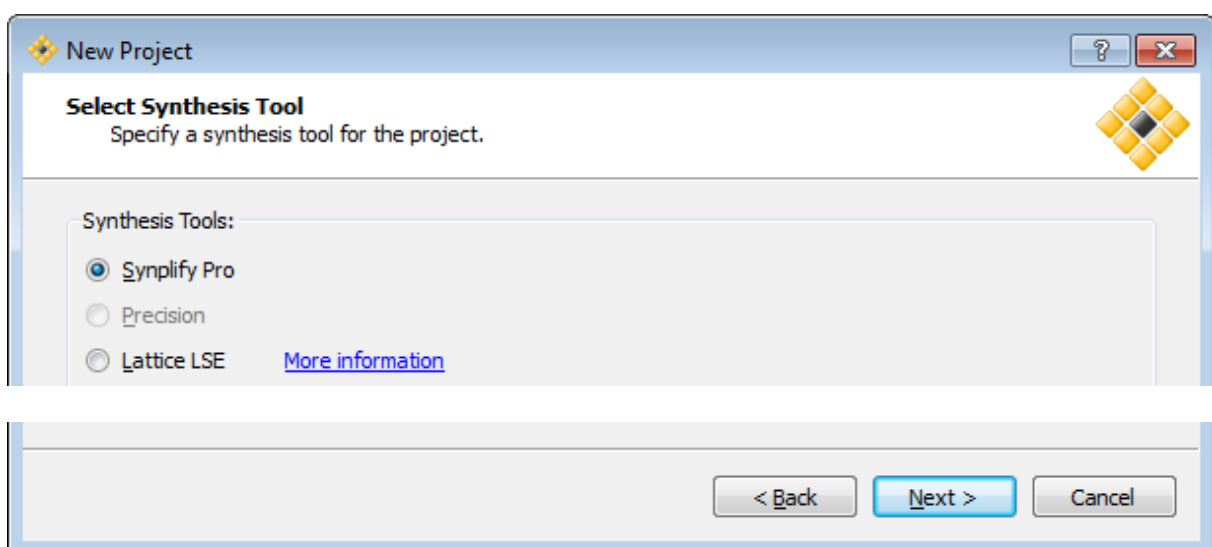 New Project
Select Synthesis Tool
Specify a synthesis tool for the project.
Synthesis Tools:
Synplify Pro
Precision
Lattice LSE More information
< Back Next > Cancel